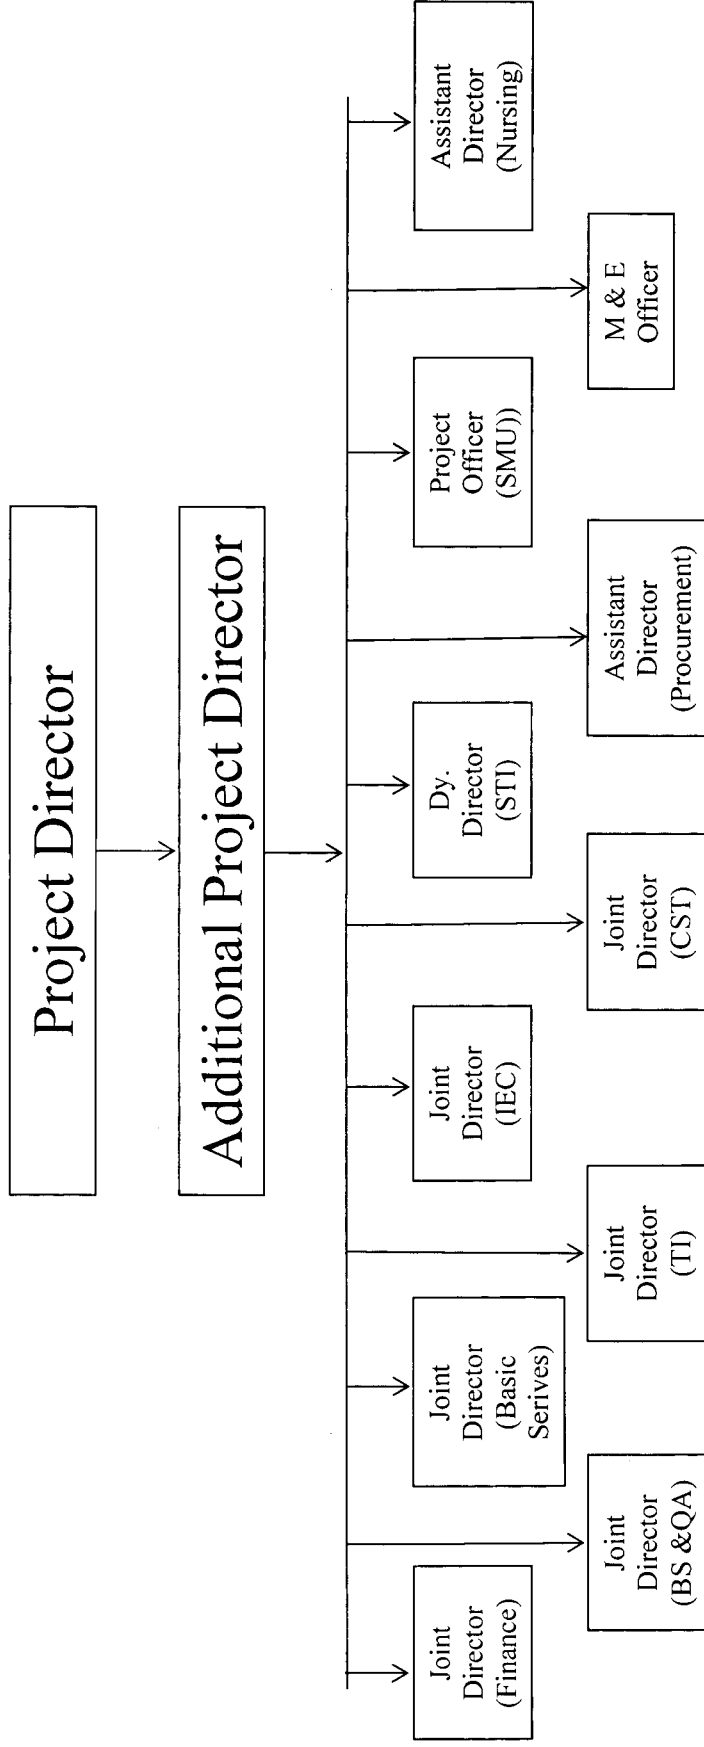 Project Director
Additional Project Director
Joint
Director
(Finance)
Joint
Director
(BS &QA)
Joint
Director
(Basic
Serives)
Joint
Director
(TI)
Joint
Director
(IEC)
Joint
Director
(CST)
Dy.
Director
(STI)
Assistant
Director
(Procurement)
Project
Officer
(SMU))
M & E
Officer
Assistant
Director
(Nursing)